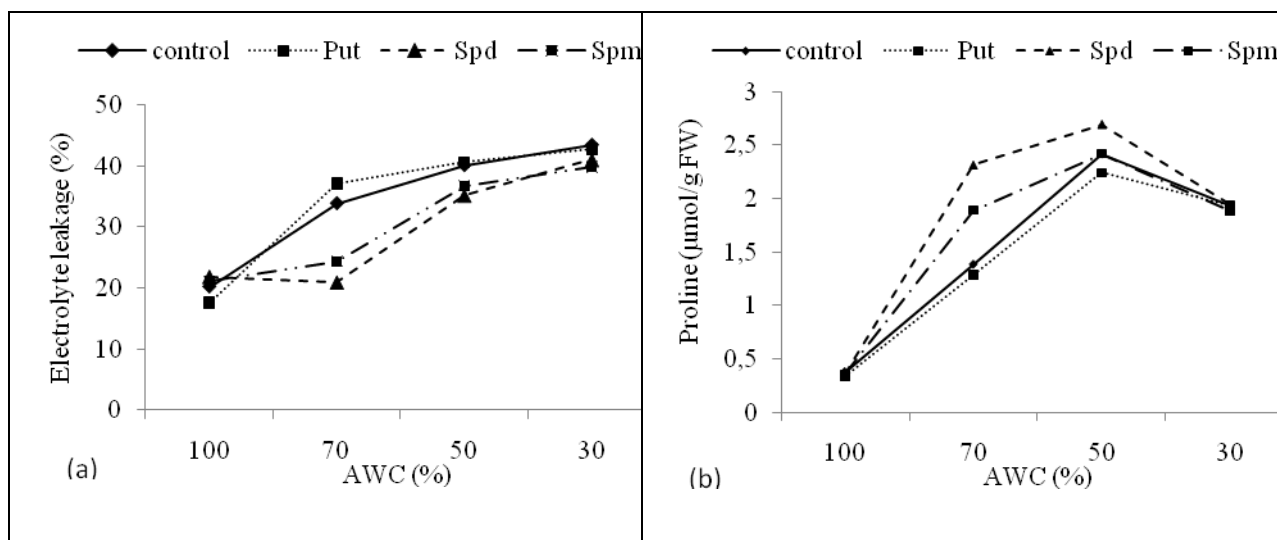 control Put Spd Spm
Electrolyte leakage (%)
50
40
30
20
10
0
100 70 50 30
AWC (%)
(a)
control Put Spd Spm
Proline (µmol/g FW)
3
2,5
2
1,5
1
0,5
0
100 70 50 30
AWC (%)
(b)